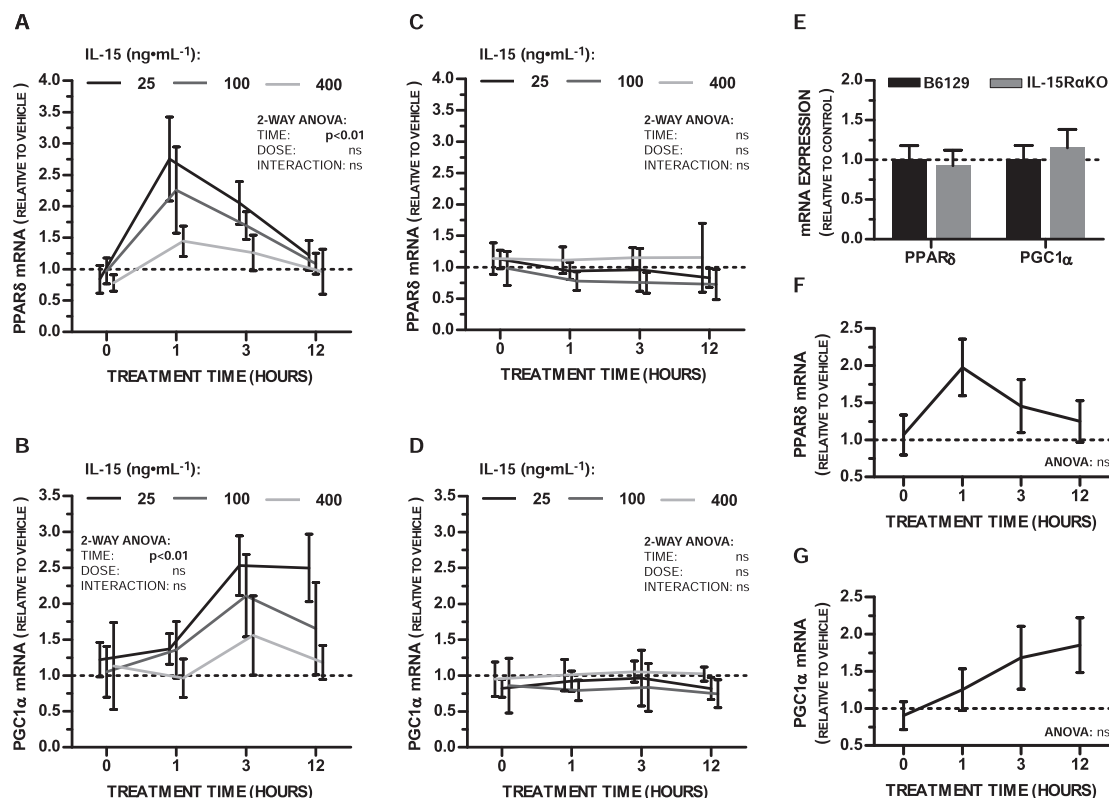 A
IL-15 (ng•mL-1):
25 100 400
PPARδ mRNA (RELATIVE TO VEHICLE)
4.0
3.5
3.0
2.5
2.0
1.5
1.0
0.5
0.0
2-WAY ANOVA:
TIME: p<0.01
DOSE: ns
INTERACTION: ns
0 1 3 12
TREATMENT TIME (HOURS)
B
IL-15 (ng•mL-1):
25 100 400
PGC1α mRNA (RELATIVE TO VEHICLE)
3.5
3.0
2.5
2.0
1.5
1.0
0.5
0.0
2-WAY ANOVA:
TIME: p<0.01
DOSE: ns
INTERACTION: ns
0 1 3 12
TREATMENT TIME (HOURS)
C
IL-15 (ng•mL-1):
25 100 400
PPARδ mRNA (RELATIVE TO VEHICLE)
4.0
3.5
3.0
2.5
2.0
1.5
1.0
0.5
0.0
2-WAY ANOVA:
TIME: ns
DOSE: ns
INTERACTION: ns
0 1 3 12
TREATMENT TIME (HOURS)
D
IL-15 (ng•mL-1):
25 100 400
PGC1α mRNA (RELATIVE TO VEHICLE)
3.5
3.0
2.5
2.0
1.5
1.0
0.5
0.0
2-WAY ANOVA:
TIME: ns
DOSE: ns
INTERACTION: ns
0 1 3 12
TREATMENT TIME (HOURS)
E
B6129 IL-15RαKO
mRNA EXPRESSION
(RELATIVE TO CONTROL)
2.0
1.5
1.0
0.5
0.0
PPARδ PGC1α
F
PPARδ mRNA
(RELATIVE TO VEHICLE)
2.5
2.0
1.5
1.0
0.5
ANOVA: ns
0 1 3 12
TREATMENT TIME (HOURS)
G
PGC1α mRNA
(RELATIVE TO VEHICLE)
2.5
2.0
1.5
1.0
0.5
ANOVA: ns
0 1 3 12
TREATMENT TIME (HOURS)